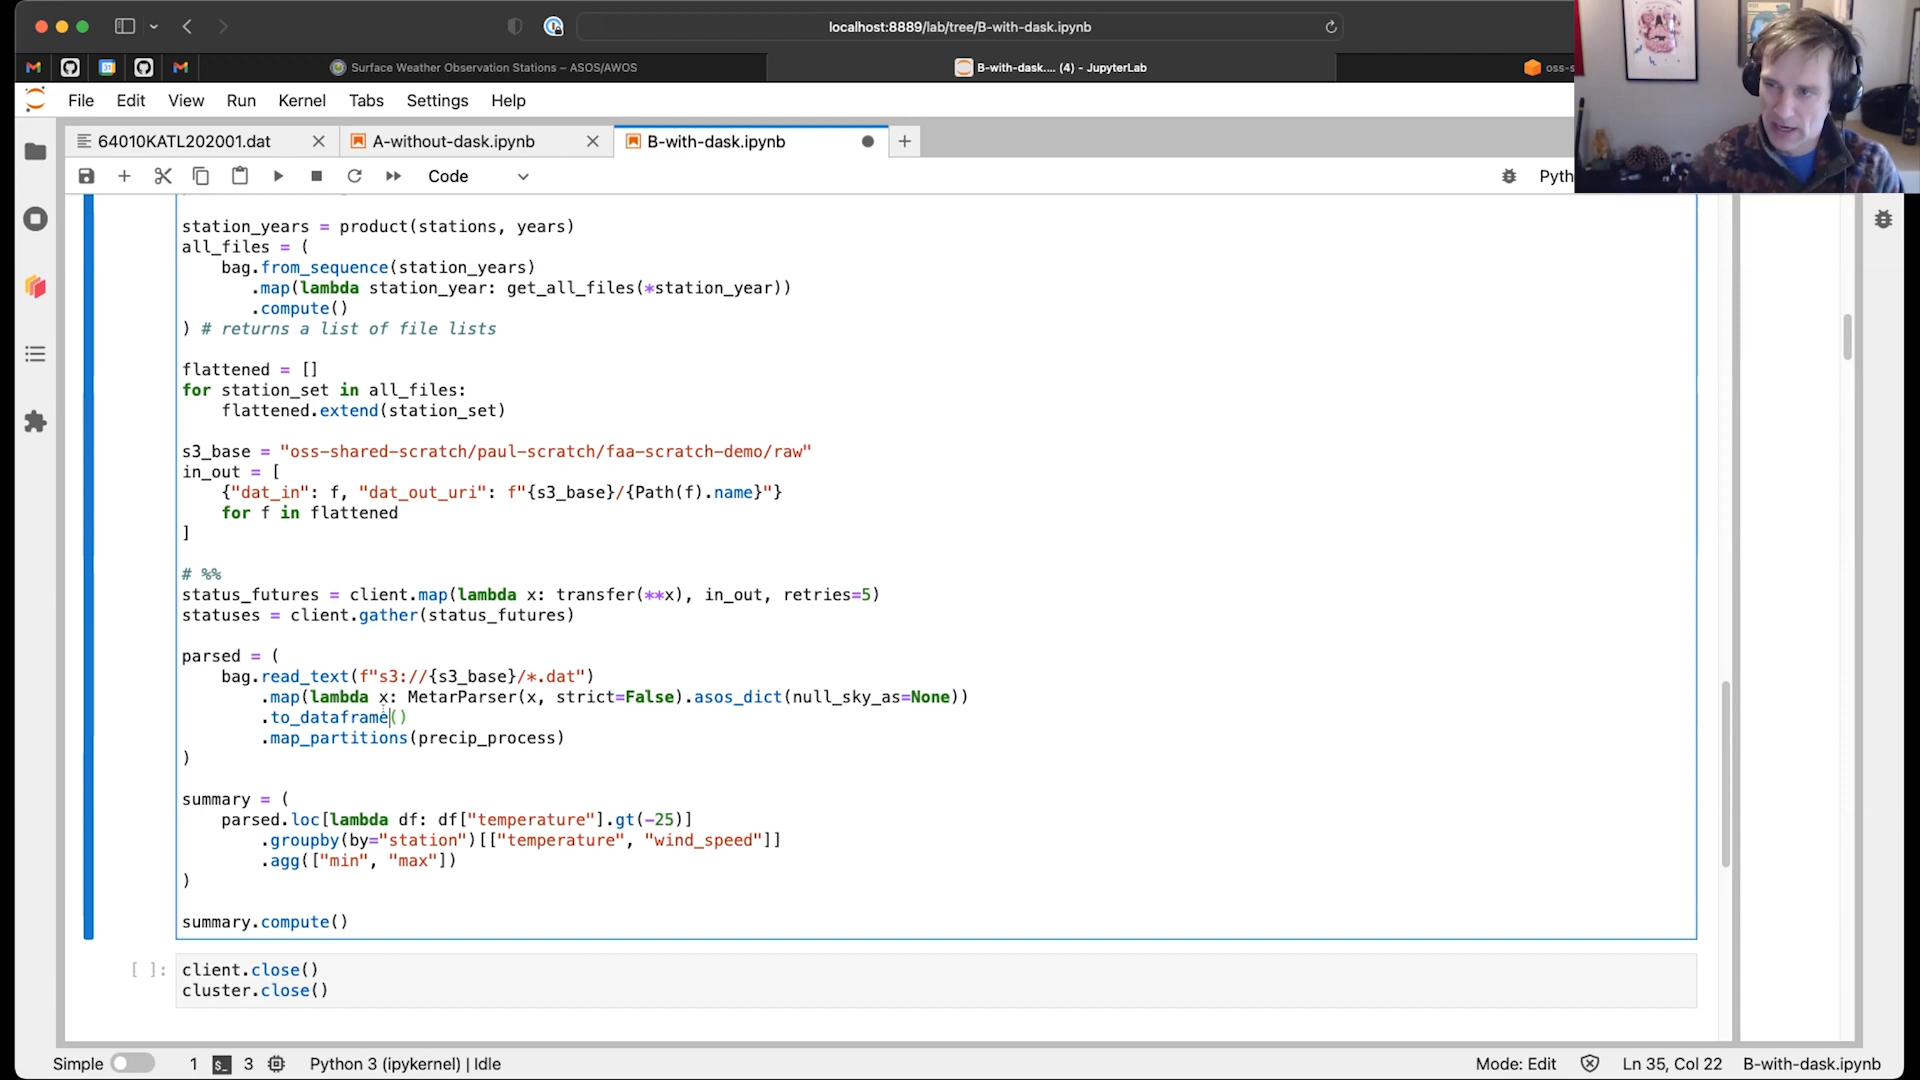 localhost:8889/lab/tree/B-with-dask.ipynb
Surface Weather Observation Stations – ASOS/AWOS
B-with-dask.... (4) - JupyterLab
oss-s
File Edit View Run Kernel Tabs Settings Help
64010KATL202001.dat
A-without-dask.ipynb
B-with-dask.ipynb
Code
Pyth
station_years = product(stations, years)
all_files = (
bag.from_sequence(station_years)
.map(lambda station_year: get_all_files(*station_year))
.compute()
) # returns a list of file lists
flattened = []
for station_set in all_files:
flattened.extend(station_set)
s3_base = "oss-shared-scratch/paul-scratch/faa-scratch-demo/raw"
in_out = [
{"dat_in": f, "dat_out_uri": f"{s3_base}/{Path(f).name}"}
for f in flattened
]
# %%
status_futures = client.map(lambda x: transfer(**x), in_out, retries=5)
statuses = client.gather(status_futures)
parsed = (
bag.read_text(f"s3://{s3_base}/*.dat")
.map(lambda x: MetarParser(x, strict=False).asos_dict(null_sky_as=None))
.to_dataframe()
.map_partitions(precip_process)
)
summary = (
parsed.loc[lambda df: df["temperature"].gt(-25)]
.groupby(by="station")[["temperature", "wind_speed"]]
.agg(["min", "max"])
)
summary.compute()
[ ]:
client.close()
cluster.close()
Simple 1 3 Python 3 (ipykernel) | Idle Mode: Edit Ln 35, Col 22 B-with-dask.ipynb